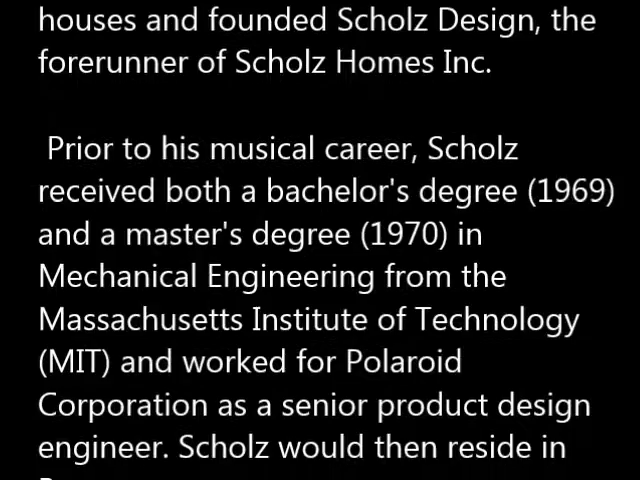 houses and founded Scholz Design, the
forerunner of Scholz Homes Inc.
Prior to his musical career, Scholz
received both a bachelor's degree (1969)
and a master's degree (1970) in
Mechanical Engineering from the
Massachusetts Institute of Technology
(MIT) and worked for Polaroid
Corporation as a senior product design
engineer. Scholz would then reside in